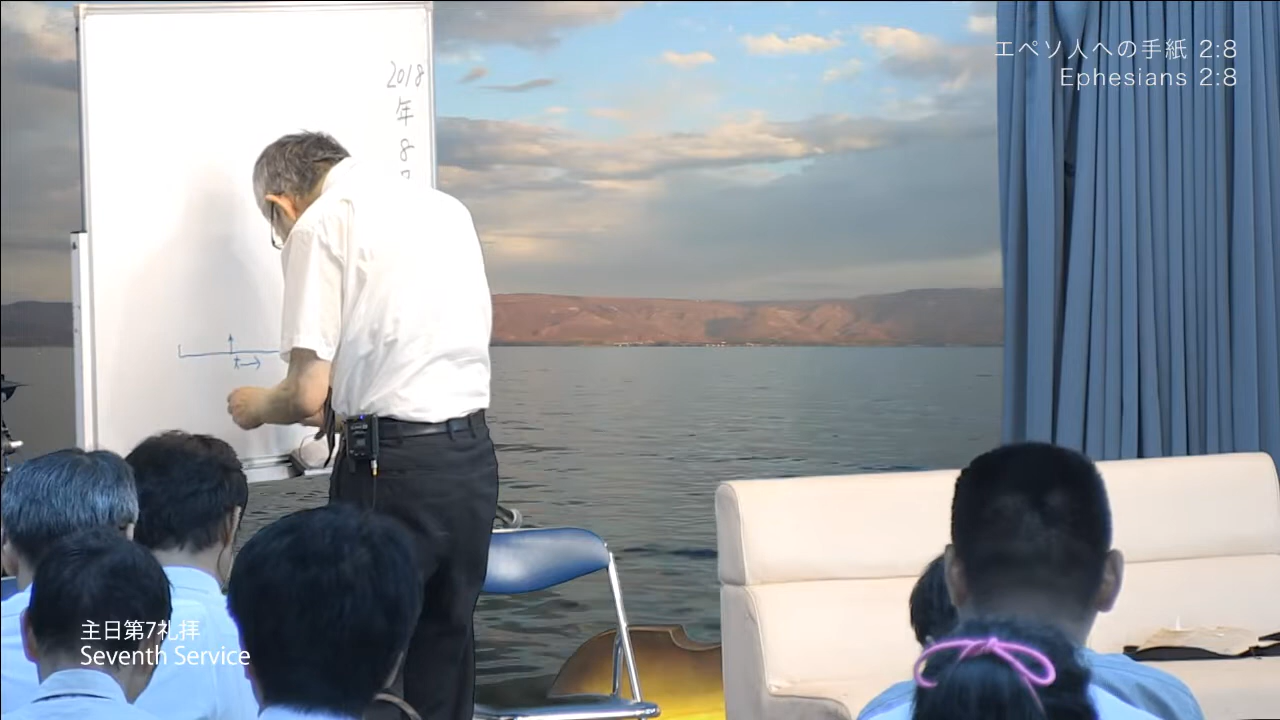 エペソ人への手紙 2:8
Ephesians 2:8
2018
年
8
主日第7礼拝
Seventh Service